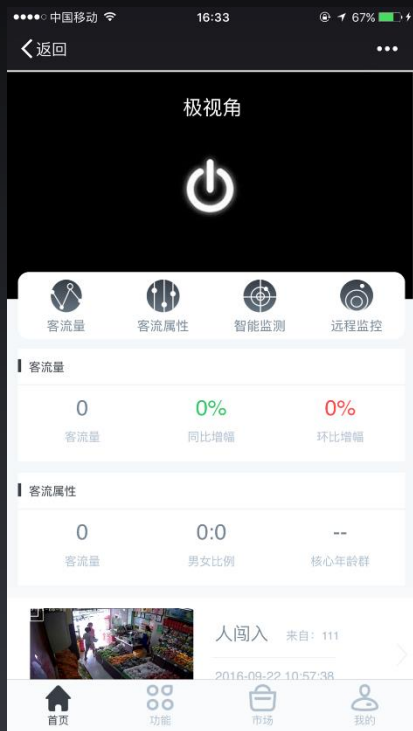 中国移动 16:33 67%
返回
极视角
客流量 客流属性 智能监测 远程监控
客流量
0 0% 0%
客流量 同比增幅 环比增幅
客流属性
0 0:0 --
客流量 男女比例 核心年龄群
人闯入 来自：111
2016-09-22 10:57:38
首页 功能 市场 我的